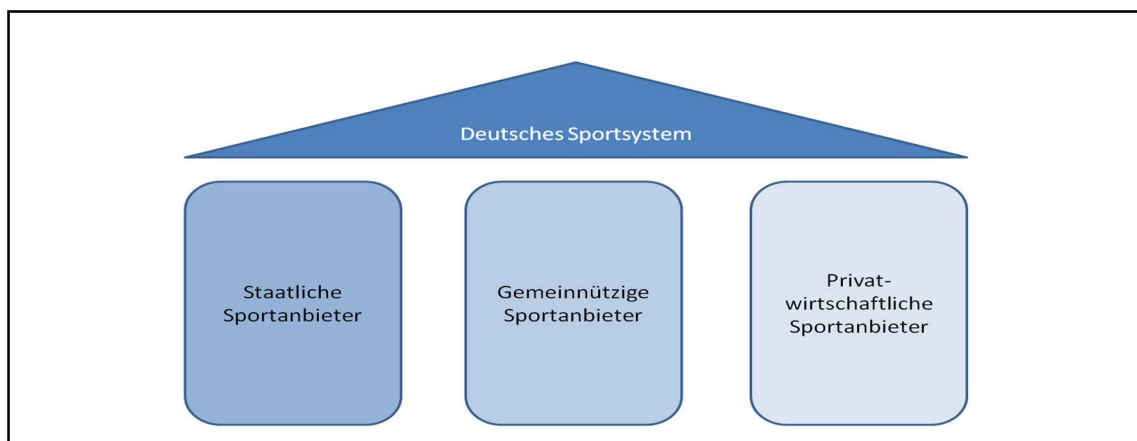 Deutsches Sportsystem
Staatliche
Sportanbieter
Gemeinnützige
Sportanbieter
Privat-
wirtschaftliche
Sportanbieter